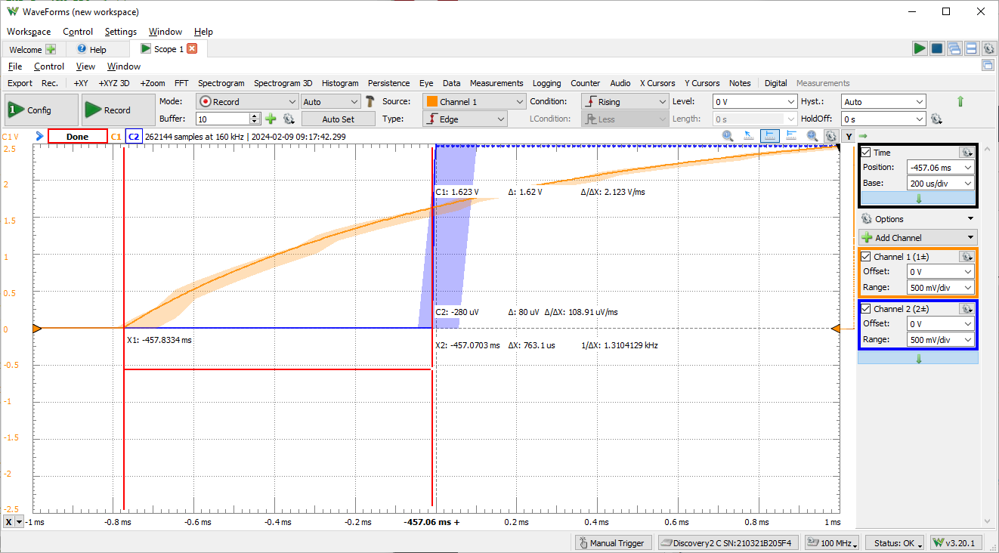 WaveForms (new workspace)
Workspace Control Settings Window Help
Welcome Help Scope 1
File Control View Window
Export Rec. +XY +XYZ 3D +Zoom FFT Spectrogram Spectrogram 3D Histogram Persistence Eye Data Measurements Logging Counter Audio X Cursors Y Cursors Notes Digital Measurements
1 Config Record Mode: Record Auto Source: Channel 1 Condition: Rising Level: 0 V Hyst.: Auto
Buffer: 10 Auto Set Type: Edge LCondition: Less Length: 0 s HoldOff: 0 s
C1 V Done C1 C2 262144 samples at 160 kHz | 2024-02-09 09:17:42.299 Y
2.5
2
1.5
1
0.5
0
-0.5
-1
-1.5
-2
-2.5
C1: 1.623 V Δ: 1.62 V Δ/ΔX: 2.123 V/ms
C2: -280 uV Δ: 80 uV Δ/ΔX: 108.91 uV/ms
X1: -457.8334 ms
X2: -457.0703 ms ΔX: 763.1 us 1/ΔX: 1.3104129 kHz
X -1 ms -0.8 ms -0.6 ms -0.4 ms -0.2 ms -457.06 ms + 0.2 ms 0.4 ms 0.6 ms 0.8 ms 1 ms
Time
Position: -457.06 ms
Base: 200 us/div
Options
Add Channel
Channel 1 (1±)
Offset: 0 V
Range: 500 mV/div
Channel 2 (2±)
Offset: 0 V
Range: 500 mV/div
Manual Trigger Discovery2 C SN:210321B205F4 100 MHz Status: OK v3.20.1